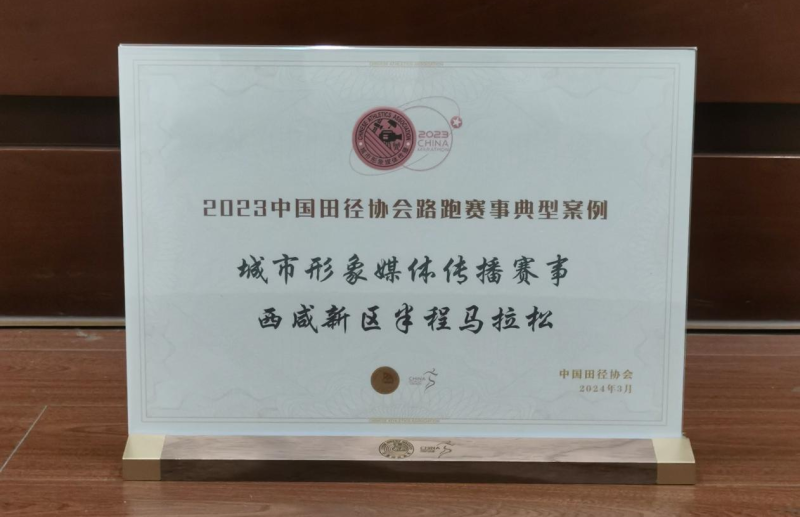 2023
CHINA
2023中国田径协会路跑赛事典型案例
城市形象媒体传播赛事
西咸新区半程马拉松
中国田径协会
2024年3月